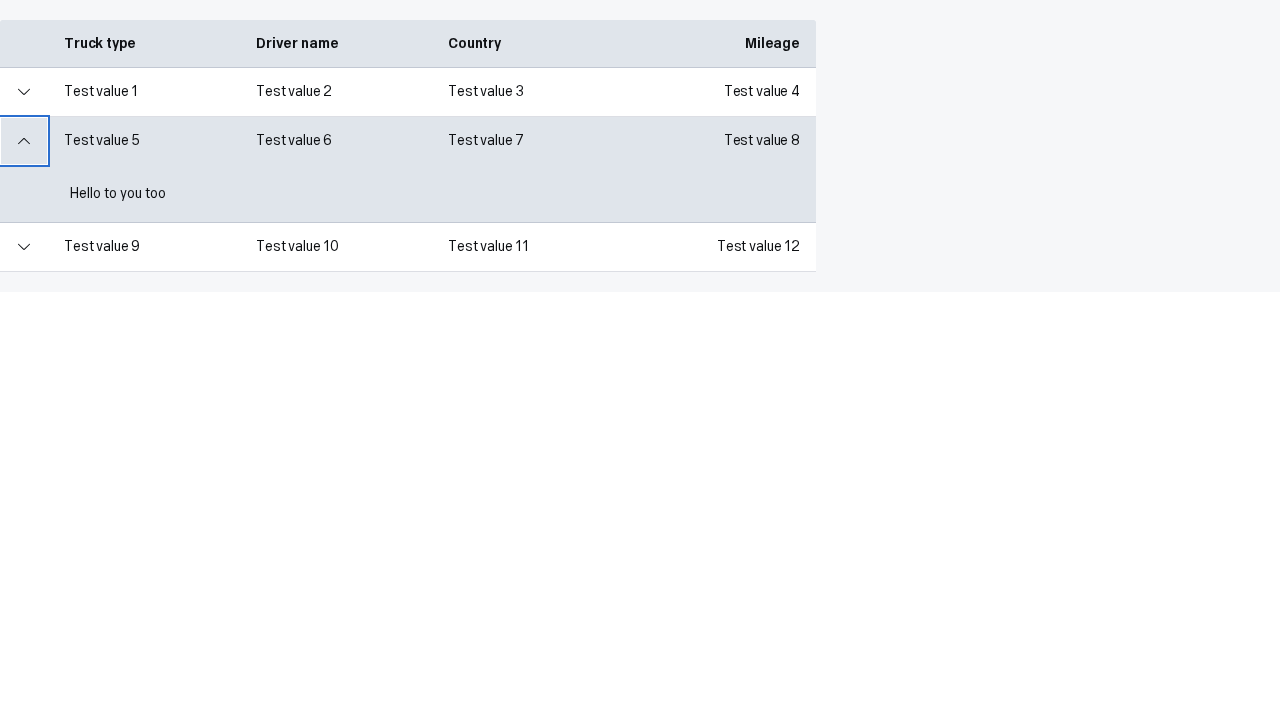 Truck type Driver name Country Mileage
Test value 1 Test value 2 Test value 3 Test value 4
Test value 5 Test value 6 Test value 7 Test value 8
Hello to you too
Test value 9 Test value 10 Test value 11 Test value 12